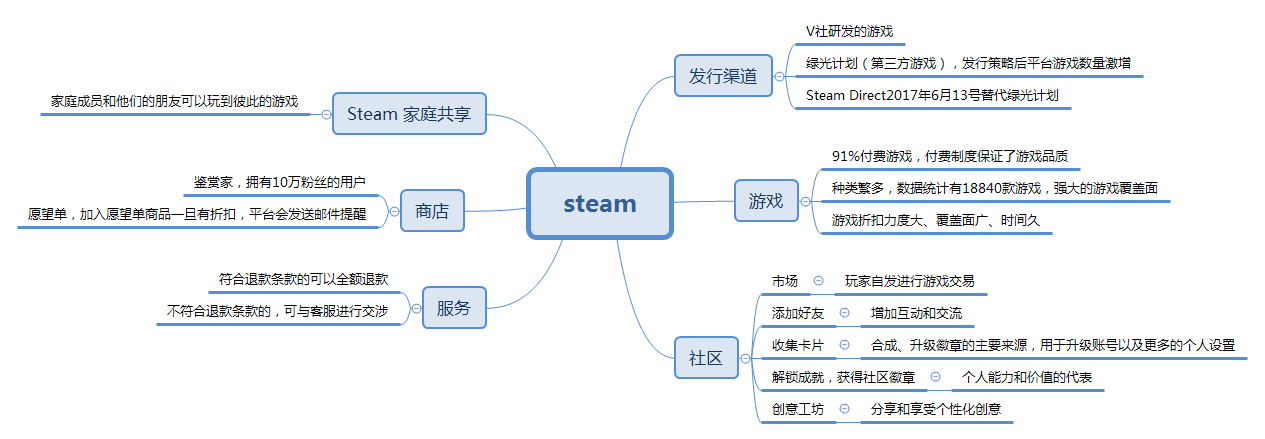 steam
发行渠道
V社研发的游戏
绿光计划（第三方游戏），发行策略后平台游戏数量激增
Steam Direct2017年6月13号替代绿光计划
游戏
91%付费游戏，付费制度保证了游戏品质
种类繁多，数据统计有18840款游戏，强大的游戏覆盖面
游戏折扣力度大、覆盖面广、时间久
社区
市场
玩家自发进行游戏交易
添加好友
增加互动和交流
收集卡片
合成、升级徽章的主要来源，用于升级账号以及更多的个人设置
解锁成就，获得社区徽章
个人能力和价值的代表
创意工坊
分享和享受个性化创意
Steam 家庭共享
家庭成员和他们的朋友可以玩到彼此的游戏
商店
鉴赏家，拥有10万粉丝的用户
愿望单，加入愿望单商品一旦有折扣，平台会发送邮件提醒
服务
符合退款条款的可以全额退款
不符合退款条款的，可与客服进行交涉